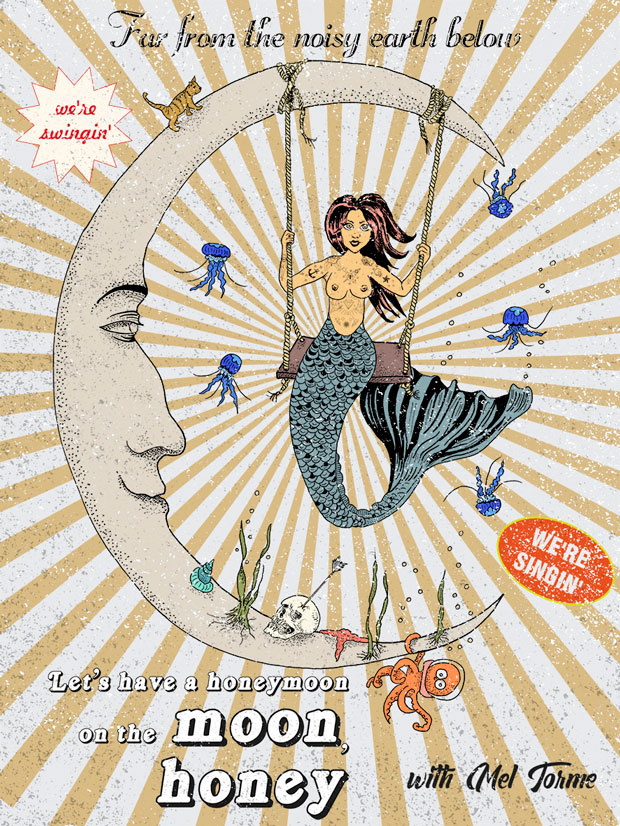 Far from the noisy earth below
we're
swingin'
WE'RE
SINGIN'
Let's have a honeymoon
on the moon,
honey
with Mel Torme